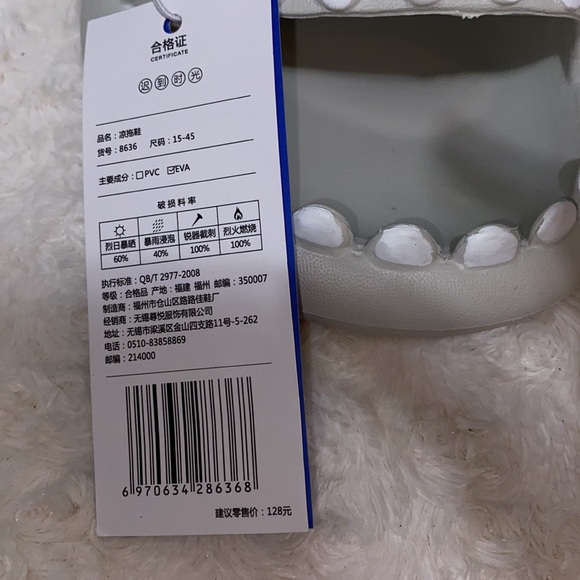 合格证
CERTIFICATE
迟到时光
品名：凉拖鞋
货号：8636 尺码：15-45
主要成分：☐PVC ☑EVA
破损料率
烈日暴晒 暴雨浸泡 锐器截刺 烈火燃烧
60% 40% 100% 100%
执行标准：QB/T 2977-2008
等级：合格品 产地：福建 福州 邮编：350007
制造商：福州市仓山区路路佳鞋厂
经销商：无锡尊悦服饰有限公司
地址：无锡市梁溪区金山四支路11号-5-262
电话：0510-83858869
邮编：214000
6 970634 286368
建议零售价：128元